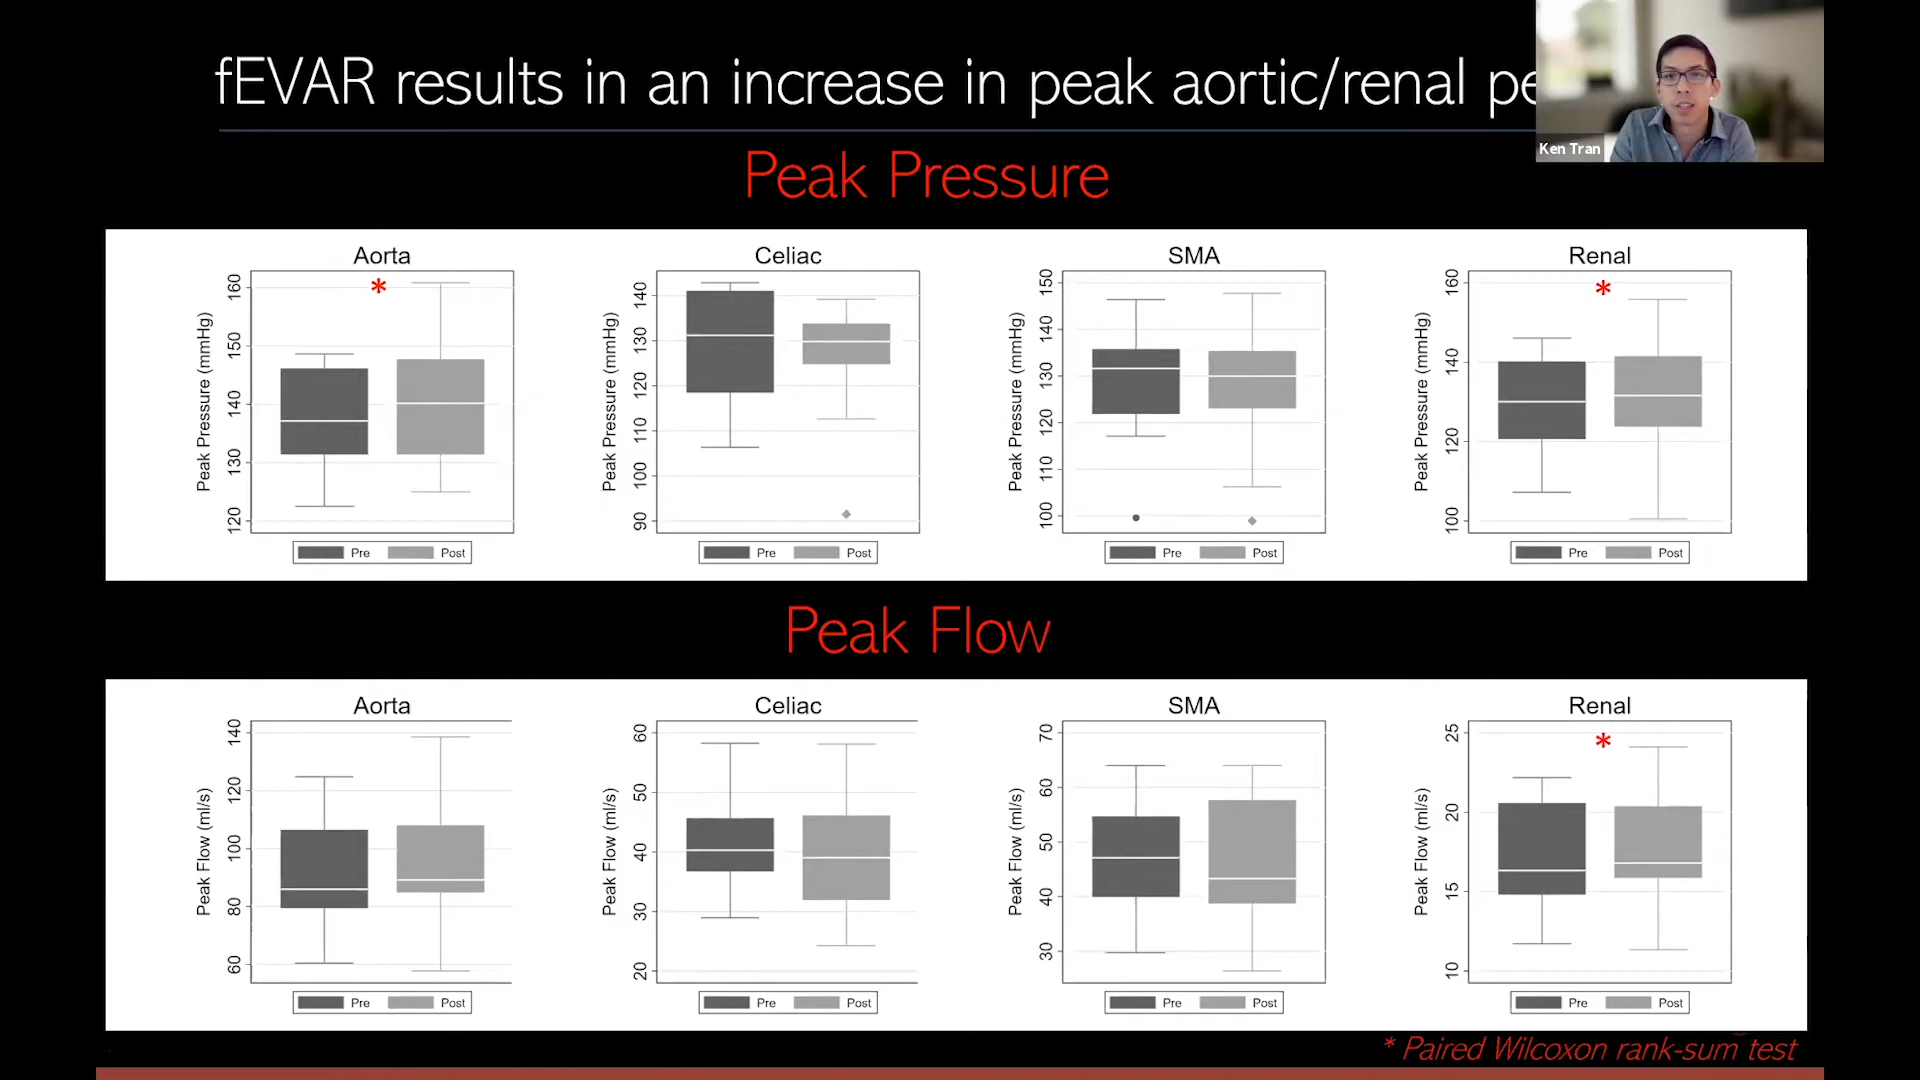 fEVAR results in an increase in peak aortic/renal
Ken Tran
Peak Pressure
Aorta
Celiac
SMA
Renal
*
*
Peak Pressure (mmHg)
160
150
140
130
120
Pre Post
Peak Pressure (mmHg)
140
130
120
110
100
90
Pre Post
Peak Pressure (mmHg)
150
140
130
120
110
100
Pre Post
Peak Pressure (mmHg)
160
140
120
100
Pre Post
Peak Flow
Aorta
Celiac
SMA
Renal
*
Peak Flow (ml/s)
140
120
100
80
60
Pre Post
Peak Flow (ml/s)
60
50
40
30
20
Pre Post
Peak Flow (ml/s)
70
60
50
40
30
Pre Post
Peak Flow (ml/s)
25
20
15
10
Pre Post
* Paired Wilcoxon rank-sum test